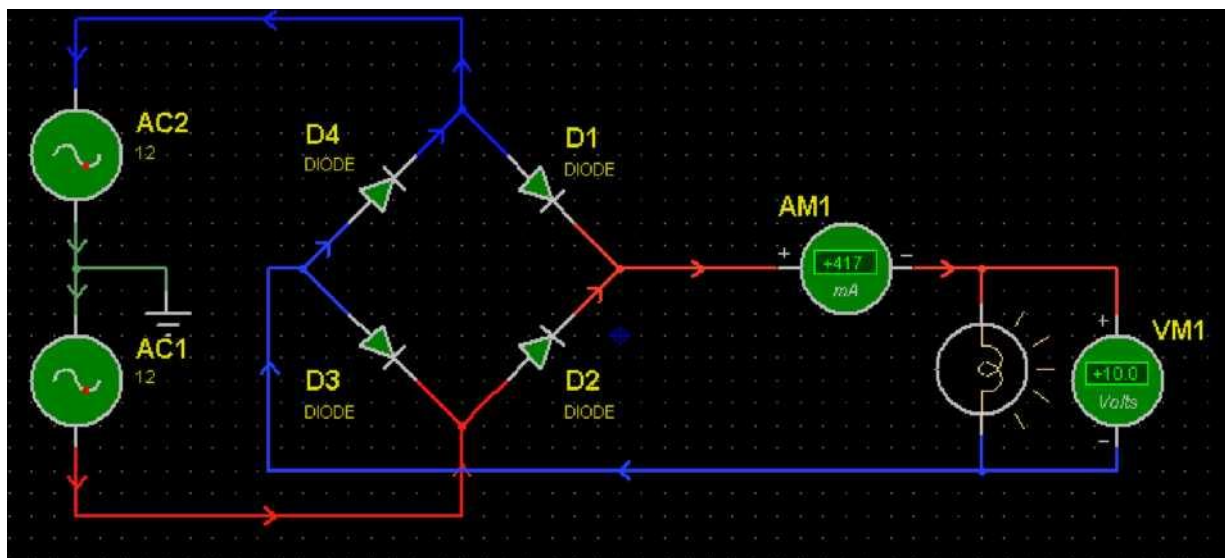 AC2
12
D4
DIODE
D1
DIODE
AM1
+ +417 −
mA
AC1
12
D3
DIODE
D2
DIODE
VM1
+
+10.0
Volts
−